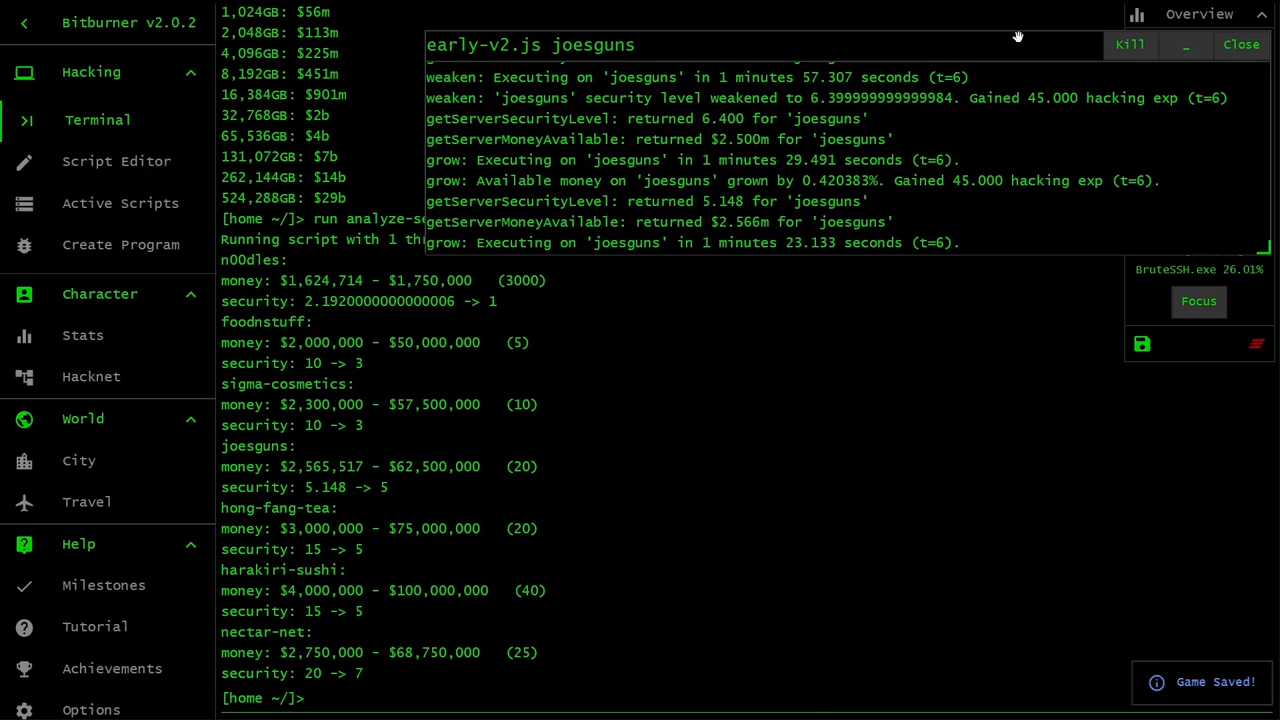 Bitburner v2.0.2
Hacking
Terminal
Script Editor
Active Scripts
Create Program
Character
Stats
Hacknet
World
City
Travel
Help
Milestones
Tutorial
Achievements
Options
1,024GB: $56m
2,048GB: $113m
4,096GB: $225m
8,192GB: $451m
16,384GB: $901m
32,768GB: $2b
65,536GB: $4b
131,072GB: $7b
262,144GB: $14b
524,288GB: $29b
[home ~/]> run analyze-se
Running script with 1 thr
n00dles:
money: $1,624,714 - $1,750,000 (3000)
security: 2.1920000000000006 -> 1
foodnstuff:
money: $2,000,000 - $50,000,000 (5)
security: 10 -> 3
sigma-cosmetics:
money: $2,300,000 - $57,500,000 (10)
security: 10 -> 3
joesguns:
money: $2,565,517 - $62,500,000 (20)
security: 5.148 -> 5
hong-fang-tea:
money: $3,000,000 - $75,000,000 (20)
security: 15 -> 5
harakiri-sushi:
money: $4,000,000 - $100,000,000 (40)
security: 15 -> 5
nectar-net:
money: $2,750,000 - $68,750,000 (25)
security: 20 -> 7
[home ~/]>
early-v2.js joesguns
Kill
_
Close
weaken: Executing on 'joesguns' in 1 minutes 57.307 seconds (t=6)
weaken: 'joesguns' security level weakened to 6.399999999999984. Gained 45.000 hacking exp (t=6)
getServerSecurityLevel: returned 6.400 for 'joesguns'
getServerMoneyAvailable: returned $2.500m for 'joesguns'
grow: Executing on 'joesguns' in 1 minutes 29.491 seconds (t=6).
grow: Available money on 'joesguns' grown by 0.420383%. Gained 45.000 hacking exp (t=6).
getServerSecurityLevel: returned 5.148 for 'joesguns'
getServerMoneyAvailable: returned $2.566m for 'joesguns'
grow: Executing on 'joesguns' in 1 minutes 23.133 seconds (t=6).
Overview
BruteSSH.exe 26.01%
Focus
Game Saved!